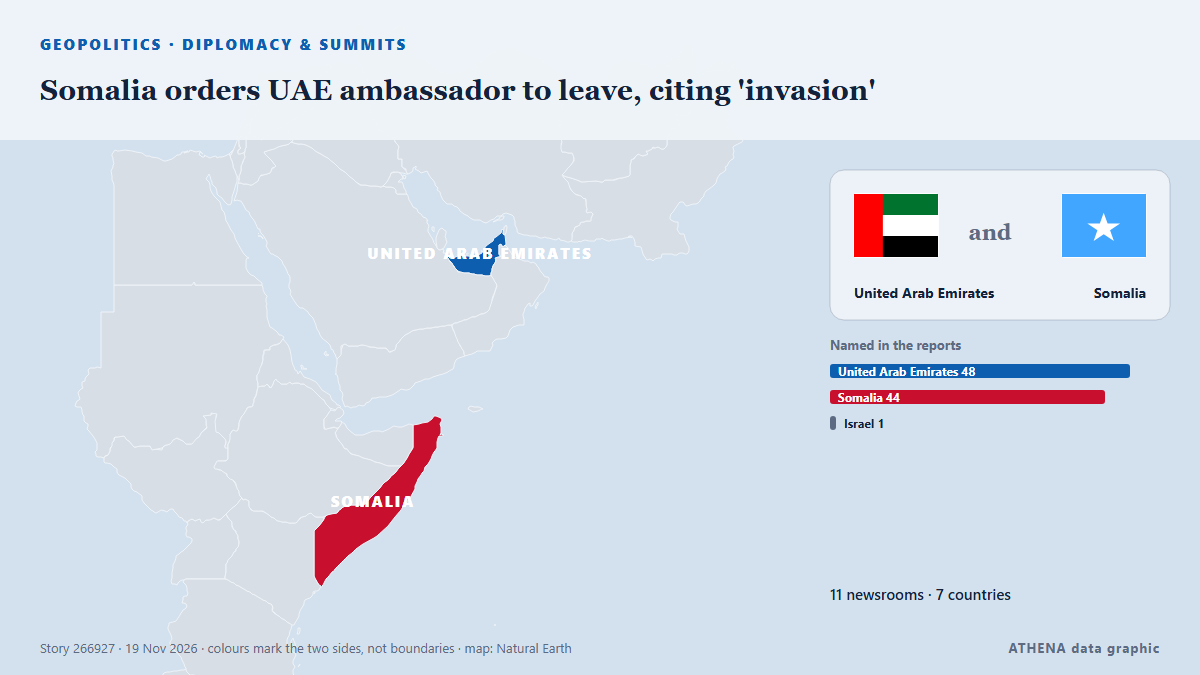 GEOPOLITICS · DIPLOMACY & SUMMITS
Somalia orders UAE ambassador to leave, citing 'invasion'
UNITED ARAB EMIRATES
SOMALIA
and
United Arab Emirates
Somalia
Named in the reports
United Arab Emirates 48
Somalia 44
Israel 1
11 newsrooms · 7 countries
Story 266927 · 19 Nov 2026 · colours mark the two sides, not boundaries · map: Natural Earth
ATHENA data graphic